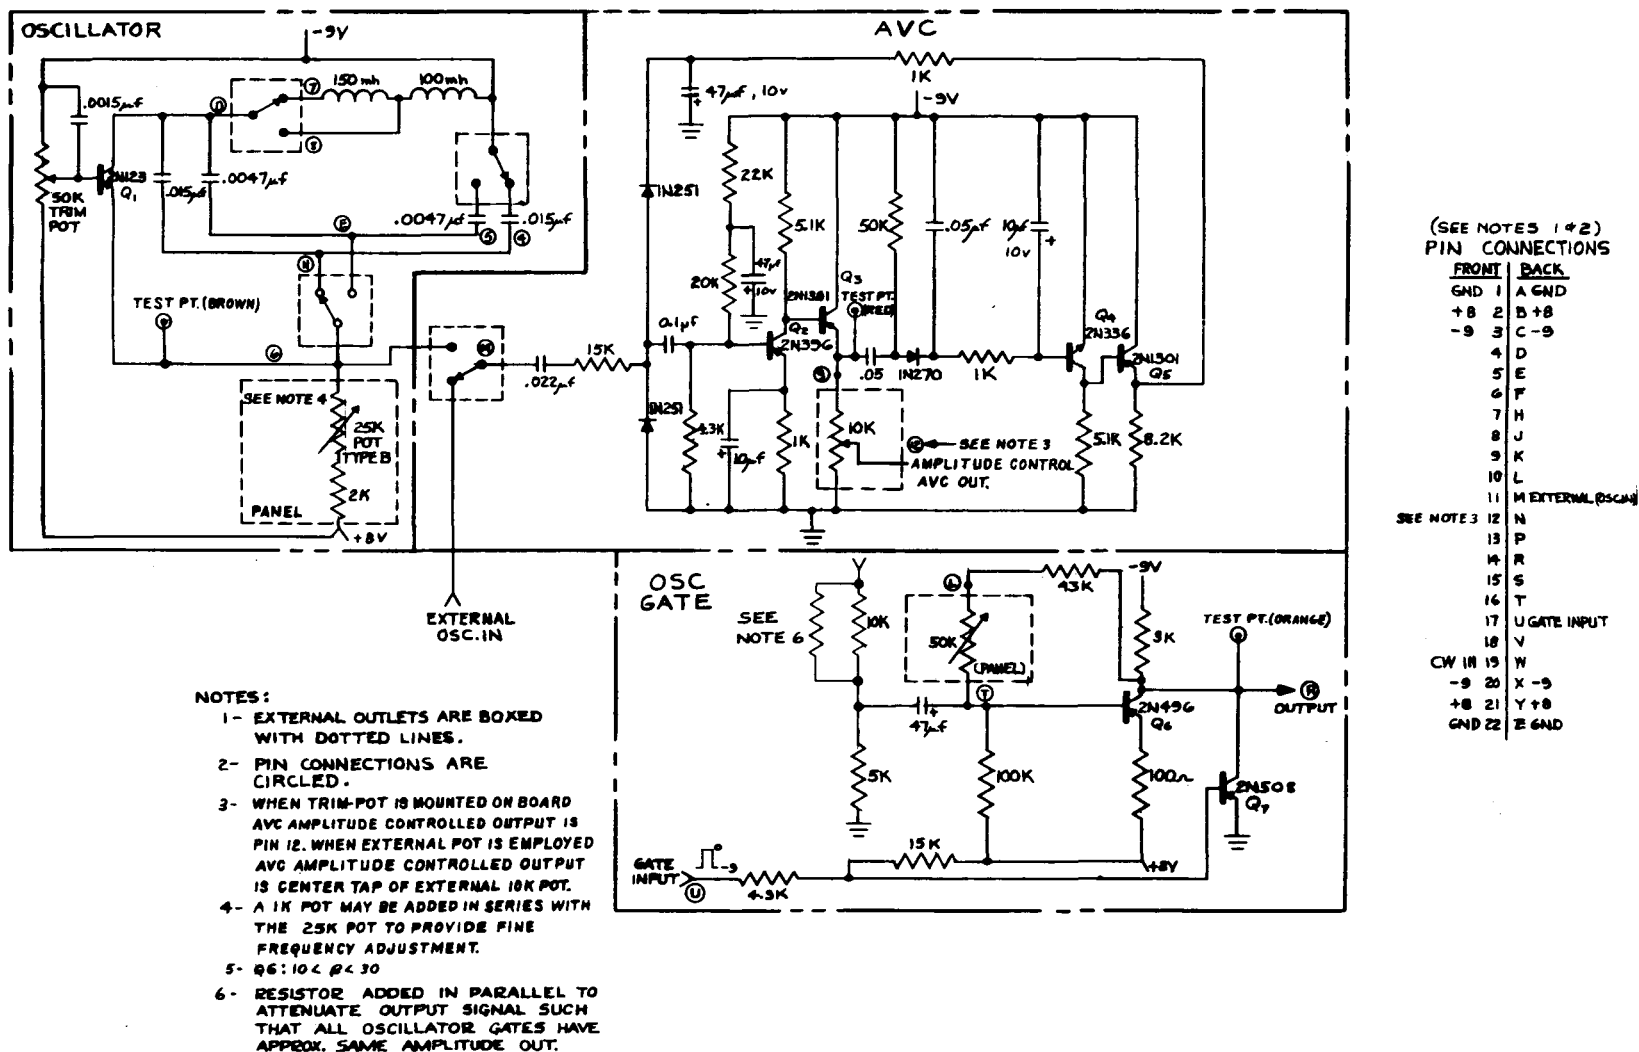 OSCILLATOR
-9V
.0015μf
D
7
150mh
100mh
8
2N123
Q1
.015μf
.0047μf
50K
TRIM
POT
.0047μf
.015μf
5
4
E
H
TEST PT.(BROWN)
6
SEE NOTE 4
25K
POT
TYPE B
2K
PANEL
+8V
EXTERNAL
OSC. IN
AVC
1K
47μf, 10v
-9V
1N251
22K
5.1K
50K
.05μf
10μf
10v
20K
47μf
10v
Q3
TEST PT.
(RED)
Q4
2N336
0.1μf
Q2
2N396
M
15K
.022μf
.05
1N270
1K
Q5
1N251
4.3K
10μf
1K
10K
SEE NOTE 3
AMPLITUDE CONTROL
AVC OUT.
5.1K
8.2K
OSC
GATE
SEE
NOTE 6
10K
L
43K
-9V
50K
(PANEL)
3K
TEST PT.(ORANGE)
T
47μf
2N496
Q6
R
OUTPUT
5K
100K
100Ω
2N508
Q7
15K
+8V
GATE
INPUT
0
-9
U
4.3K
(SEE NOTES 1 & 2)
PIN CONNECTIONS
FRONT BACK
GND 1 A GND
+8 2 B +8
-9 3 C -9
4 D
5 E
6 F
7 H
8 J
9 K
10 L
11 M EXTERNAL (OSC IN)
SEE NOTE 3 12 N
13 P
14 R
15 S
16 T
17 U GATE INPUT
18 V
CW IN 19 W
-9 20 X -9
+8 21 Y +8
GND 22 Z GND
NOTES:
1- EXTERNAL OUTLETS ARE BOXED
WITH DOTTED LINES.
2- PIN CONNECTIONS ARE
CIRCLED.
3- WHEN TRIM-POT IS MOUNTED ON BOARD
AVC AMPLITUDE CONTROLLED OUTPUT IS
PIN 12. WHEN EXTERNAL POT IS EMPLOYED
AVC AMPLITUDE CONTROLLED OUTPUT
IS CENTER TAP OF EXTERNAL 10K POT.
4- A 1K POT MAY BE ADDED IN SERIES WITH
THE 25K POT TO PROVIDE FINE
FREQUENCY ADJUSTMENT.
5- Q6: 10 < β < 30
6- RESISTOR ADDED IN PARALLEL TO
ATTENUATE OUTPUT SIGNAL SUCH
THAT ALL OSCILLATOR GATES HAVE
APPROX. SAME AMPLITUDE OUT.